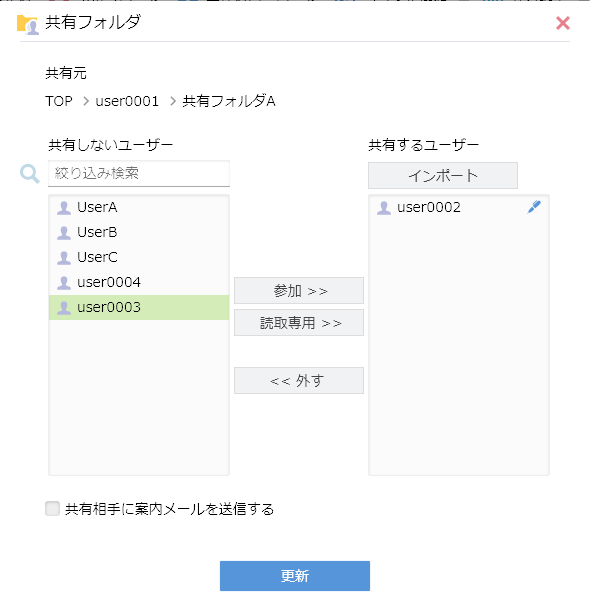 共有フォルダ
共有元
TOP > user0001 > 共有フォルダA
共有しないユーザー
絞り込み検索
UserA
UserB
UserC
user0004
user0003
参加 >>
読取専用 >>
<< 外す
共有するユーザー
インポート
user0002
共有相手に案内メールを送信する
更新